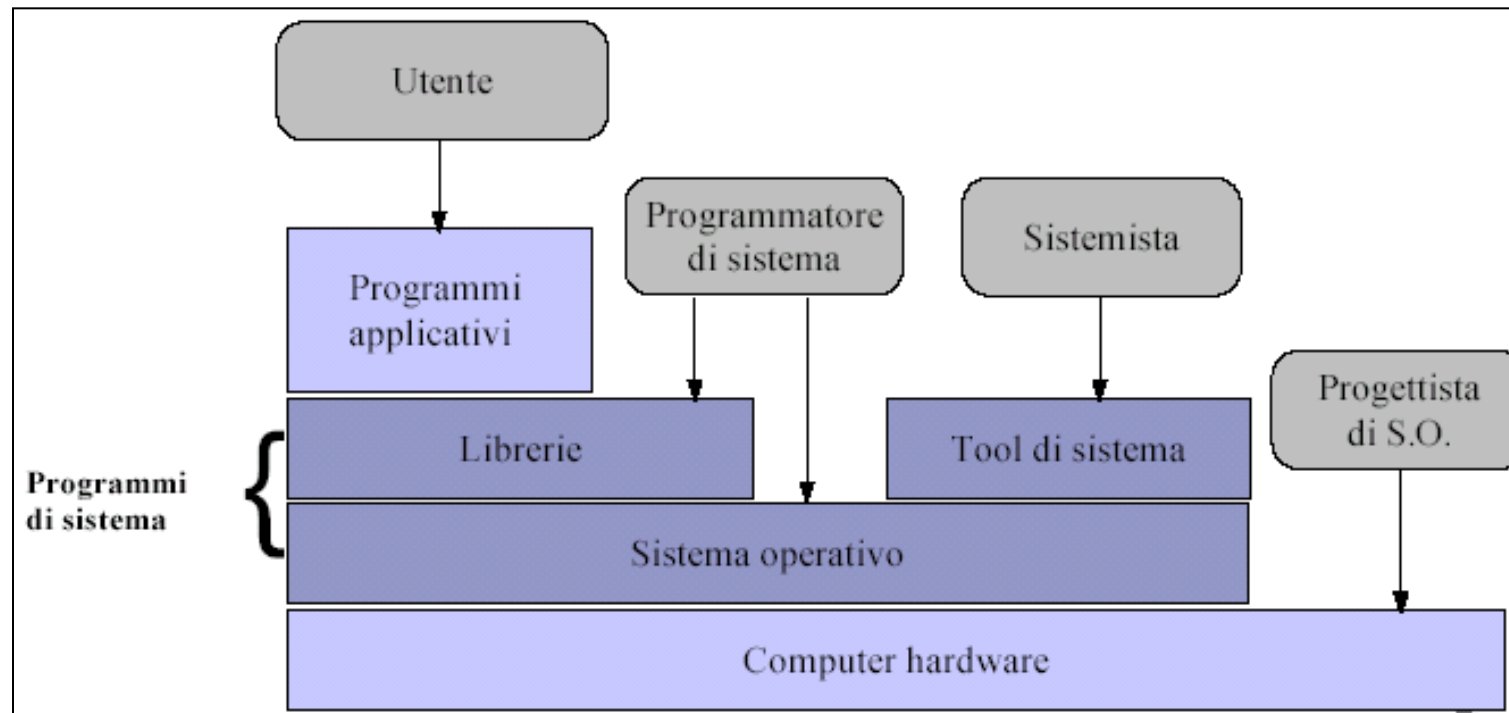 Utente
Programmatore
di sistema
Sistemista
Programmi
applicativi
Progettista
di S.O.
Librerie
Tool di sistema
Programmi
di sistema
Sistema operativo
Computer hardware